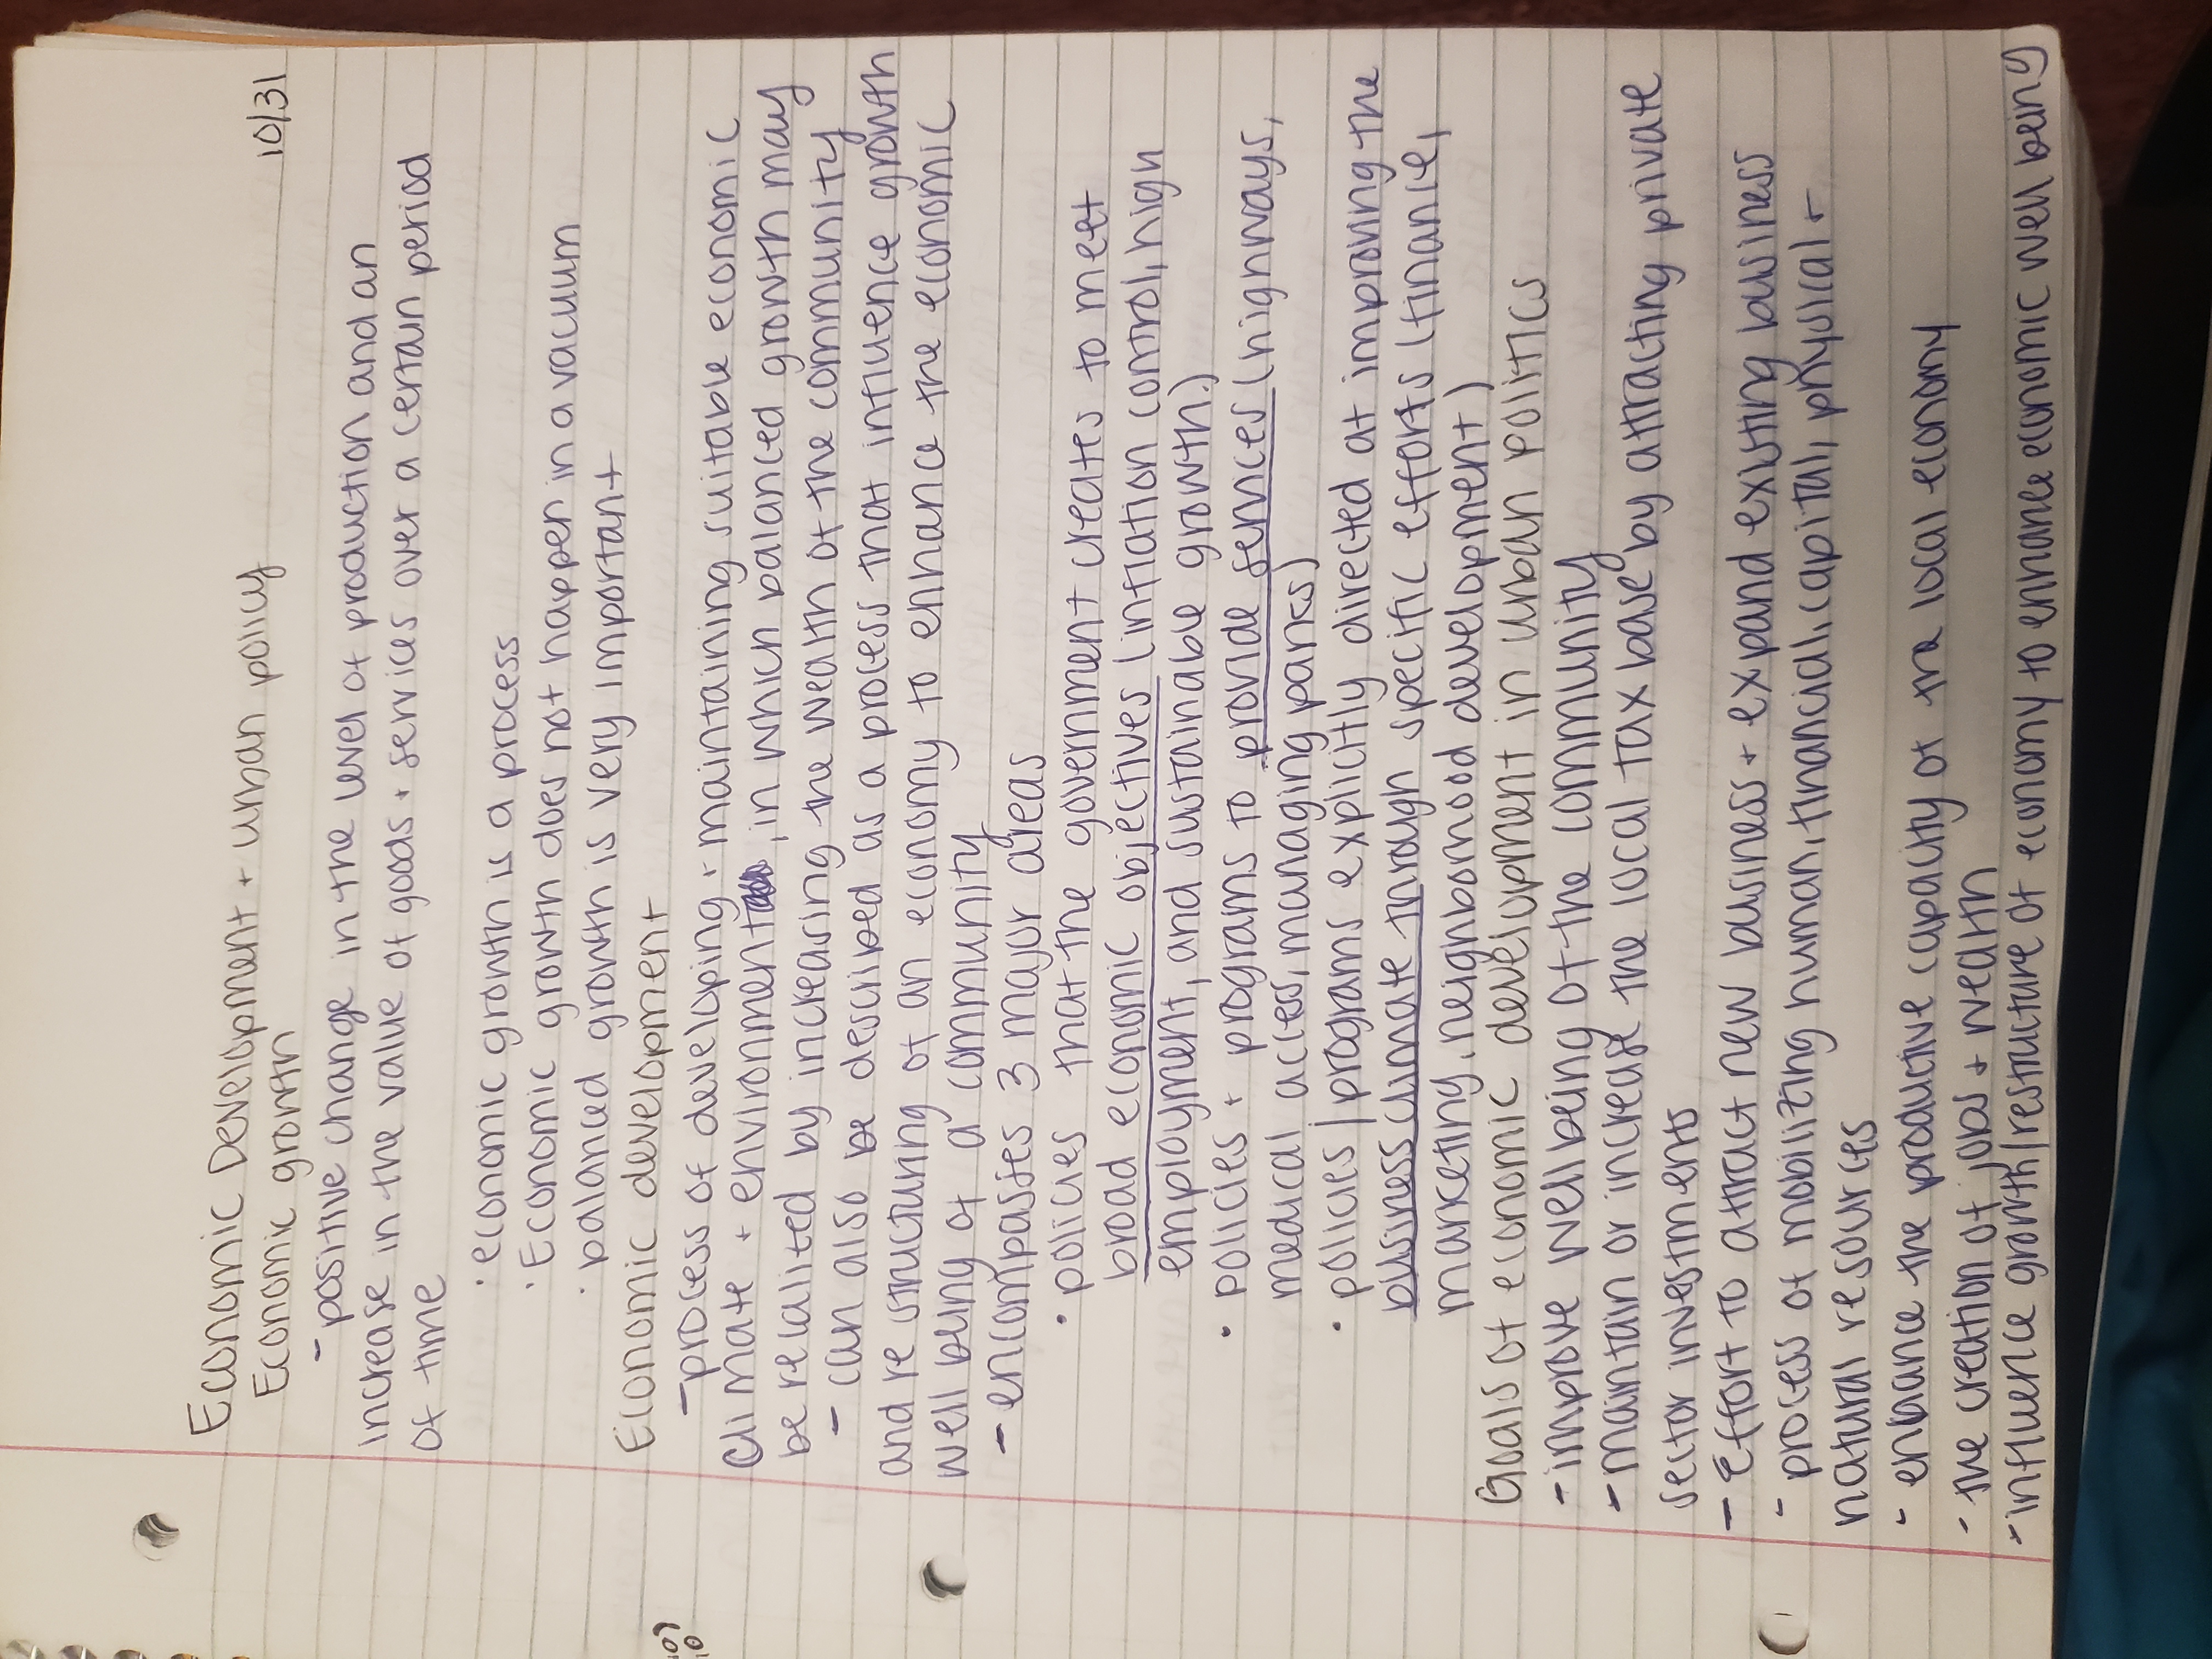 Economic Development + urban policy
10/31
Economic growth
- positive change in the level of production and an
increase in the value of goods + services over a certain period
of time
· economic growth is a process
· Economic growth does not happen in a vacuum
· balanced growth is very important
Economic development
- process of developing + maintaining suitable economic
climate + environment, in which balanced growth may
be relalized by increasing the wealth of the community
- can also be described as a process that influence growth
and re structuring of an economy to enhance the economic
well being of a community
- encompasses 3 major areas
· policies that the government creates to meet
broad economic objectives (inflation control, high
employment, and sustainable growth.)
· policies + programs to provide services (highways,
medical access, managing parks)
· policies/programs explicitly directed at improving the
business climate through specific efforts (finance,
marketing, neighborhood development)
Goals of economic development in urban politics
- improve well being of the community
- maintain or increase the local tax base by attracting private
sector investments
- Effort to attract new business + expand existing business
- process of mobilizing human, financial, capital, physical +
natural resources
- enhance the productive capacity of the local economy
- the creation of jobs + wealth
- influence growth/restructure of economy to enhance economic well being